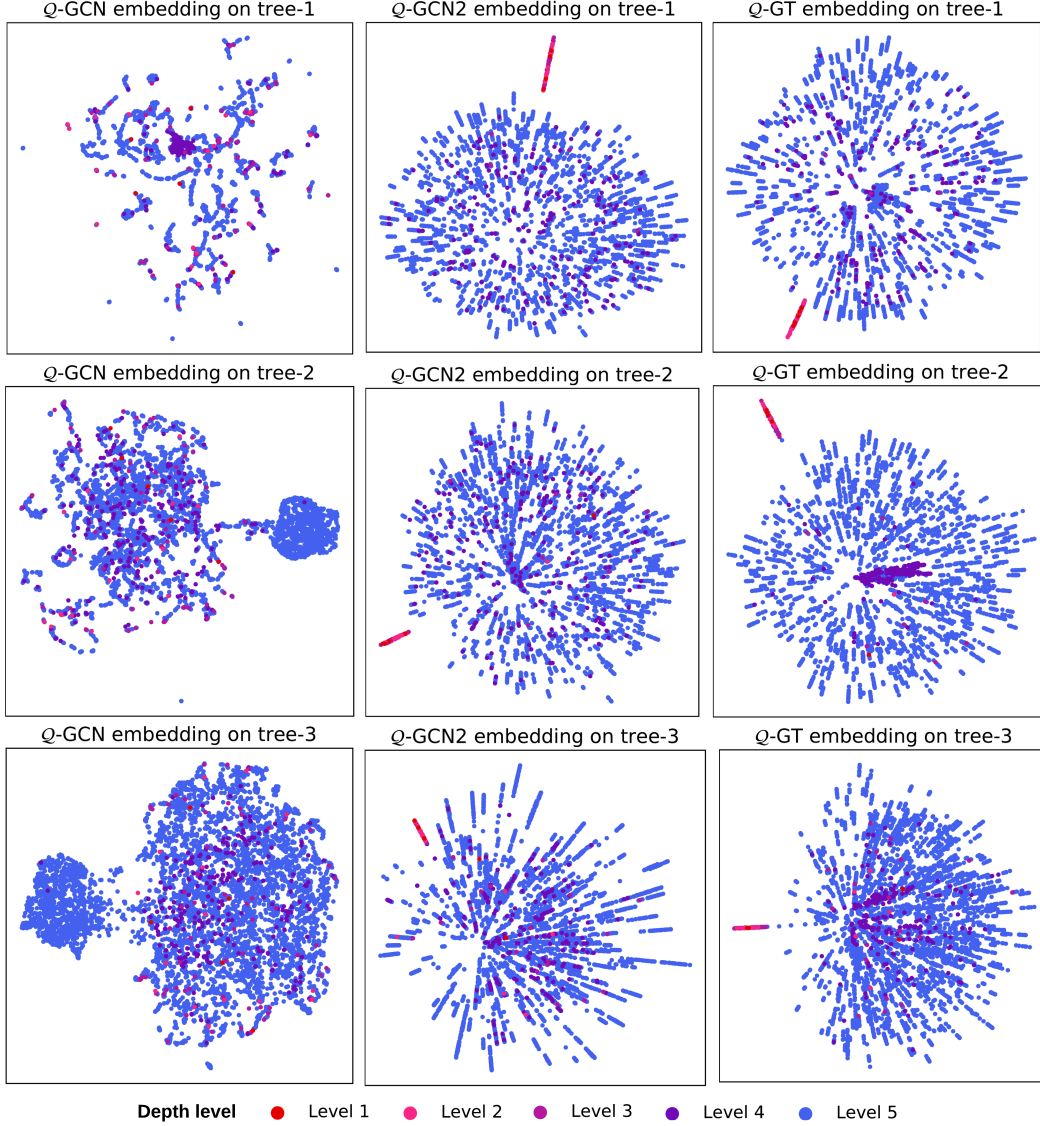 𝒬-GCN embedding on tree-1
𝒬-GCN2 embedding on tree-1
𝒬-GT embedding on tree-1
𝒬-GCN embedding on tree-2
𝒬-GCN2 embedding on tree-2
𝒬-GT embedding on tree-2
𝒬-GCN embedding on tree-3
𝒬-GCN2 embedding on tree-3
𝒬-GT embedding on tree-3
Depth level Level 1 Level 2 Level 3 Level 4 Level 5